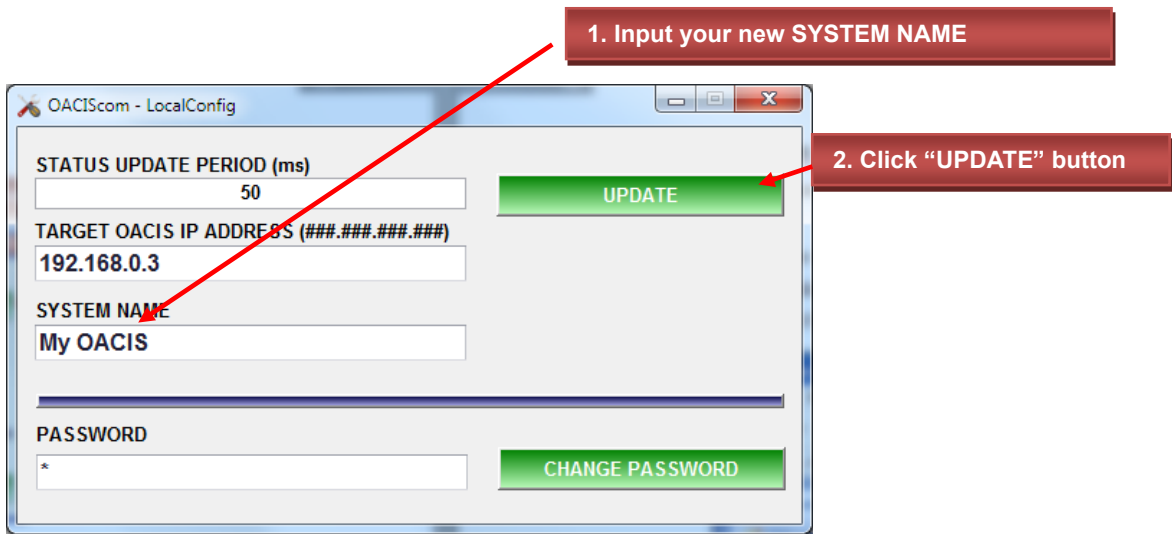 1. Input your new SYSTEM NAME
OACIScom - LocalConfig
STATUS UPDATE PERIOD (ms)
50
UPDATE
2. Click “UPDATE” button
TARGET OACIS IP ADDRESS (###.###.###.###)
192.168.0.3
SYSTEM NAME
My OACIS
PASSWORD
*
CHANGE PASSWORD